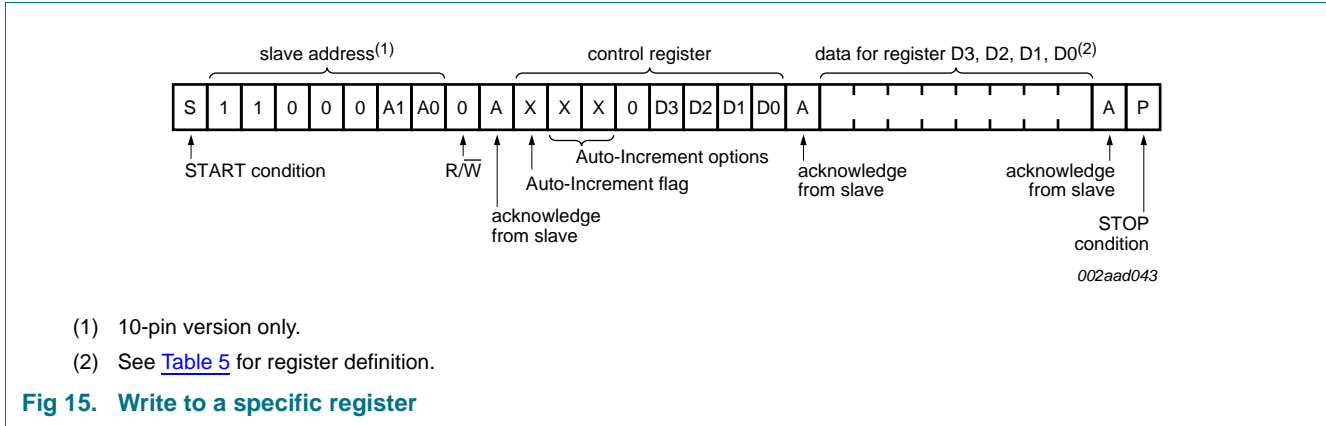 slave address(1) control register data for register D3, D2, D1, D0(2)
S 1 1 0 0 0 A1 A0 0 A X X X 0 D3 D2 D1 D0 A A P
START condition R/W̅ Auto-Increment options acknowledge from slave acknowledge from slave
Auto-Increment flag
acknowledge from slave
STOP condition
002aad043
(1) 10-pin version only.
(2) See Table 5 for register definition.
Fig 15. Write to a specific register